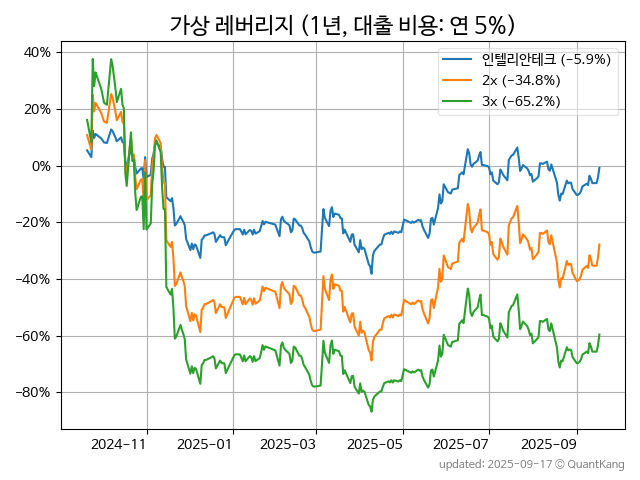 가상 레버리지 (1년, 대출 비용: 연 5%)
인텔리안테크 (−5.9%)
2x (−34.8%)
3x (−65.2%)
40%
20%
0%
−20%
−40%
−60%
−80%
2024-11
2025-01
2025-03
2025-05
2025-07
2025-09
updated: 2025-09-17 © QuantKang